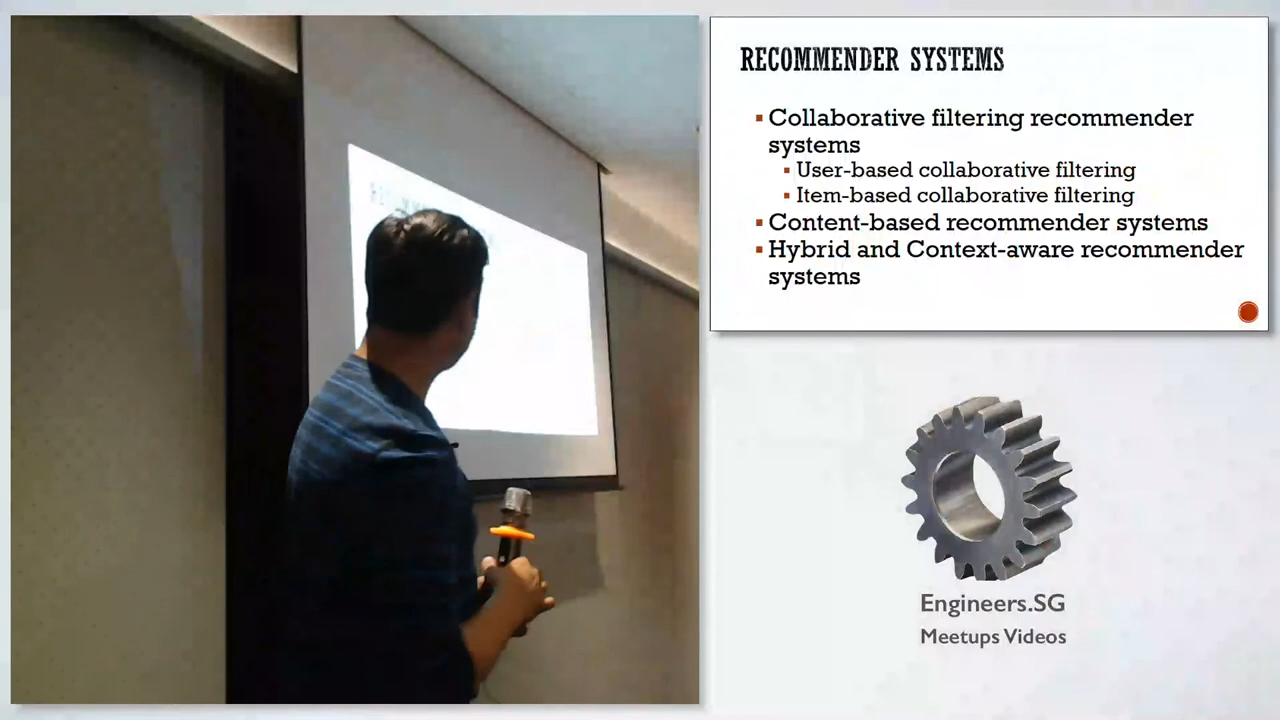 RECOMMENDER SYSTEMS
▪ Collaborative filtering recommender
systems
▪ User-based collaborative filtering
▪ Item-based collaborative filtering
▪ Content-based recommender systems
▪ Hybrid and Context-aware recommender
systems
Engineers.SG
Meetups Videos